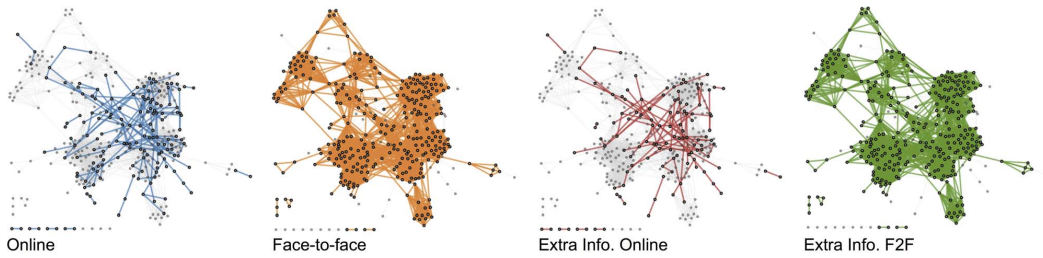 Online
Face-to-face
Extra Info. Online
Extra Info. F2F